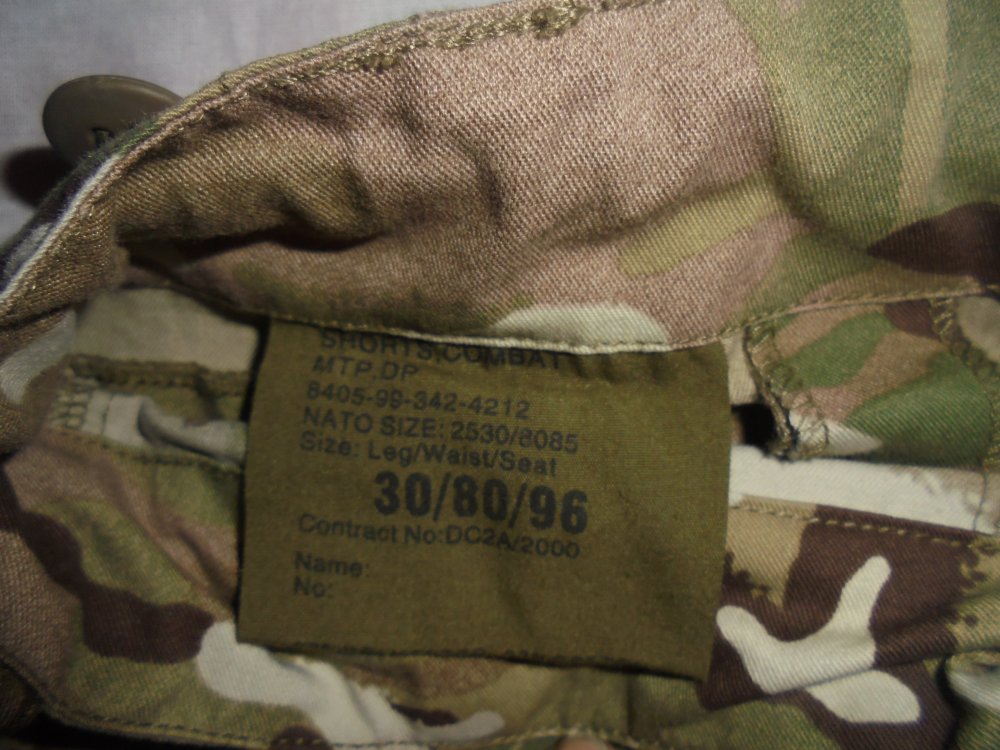 SHORTS,COMBAT
MTP,DP
8405-99-342-4212
NATO SIZE: 2530/8085
Size: Leg/Waist/Seat
30/80/96
Contract No:DC2A/2000
Name:
No: